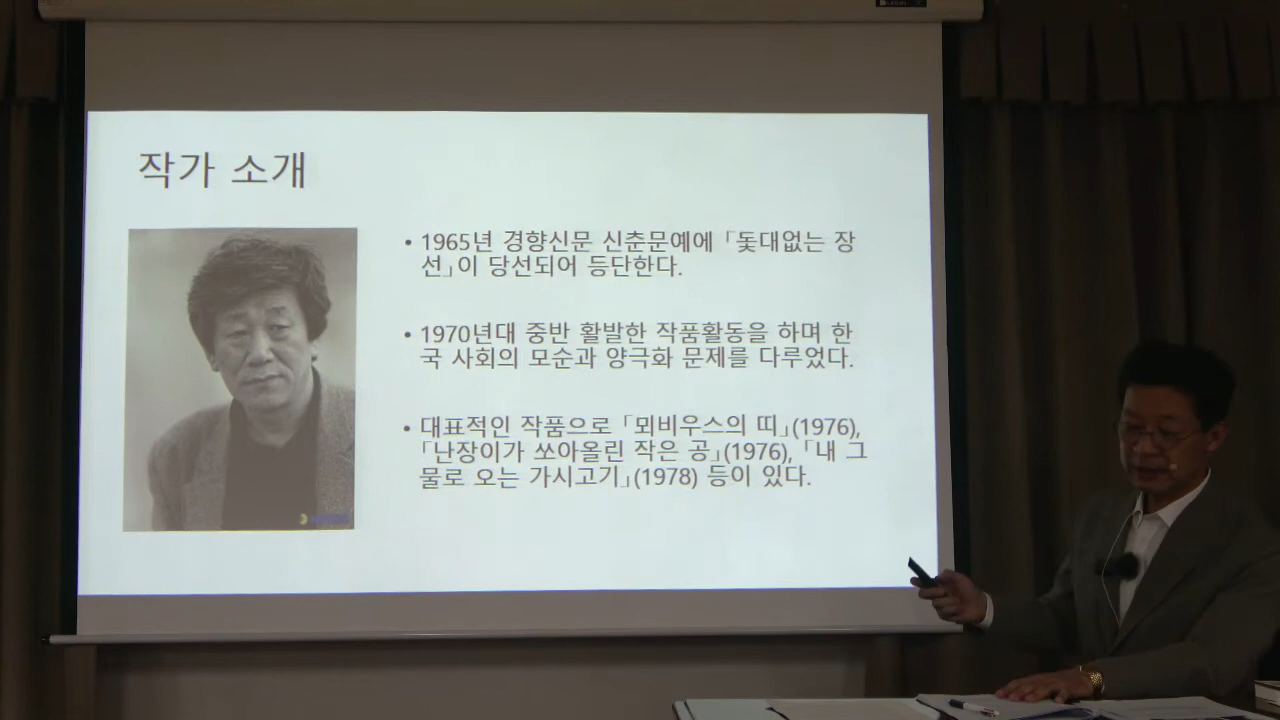 작가 소개
• 1965년 경향신문 신춘문예에 「돛대없는 장
선」이 당선되어 등단한다.
• 1970년대 중반 활발한 작품활동을 하며 한
국 사회의 모순과 양극화 문제를 다루었다.
• 대표적인 작품으로 「뫼비우스의 띠」(1976),
「난장이가 쏘아올린 작은 공」(1976), 「내 그
물로 오는 가시고기」(1978) 등이 있다.